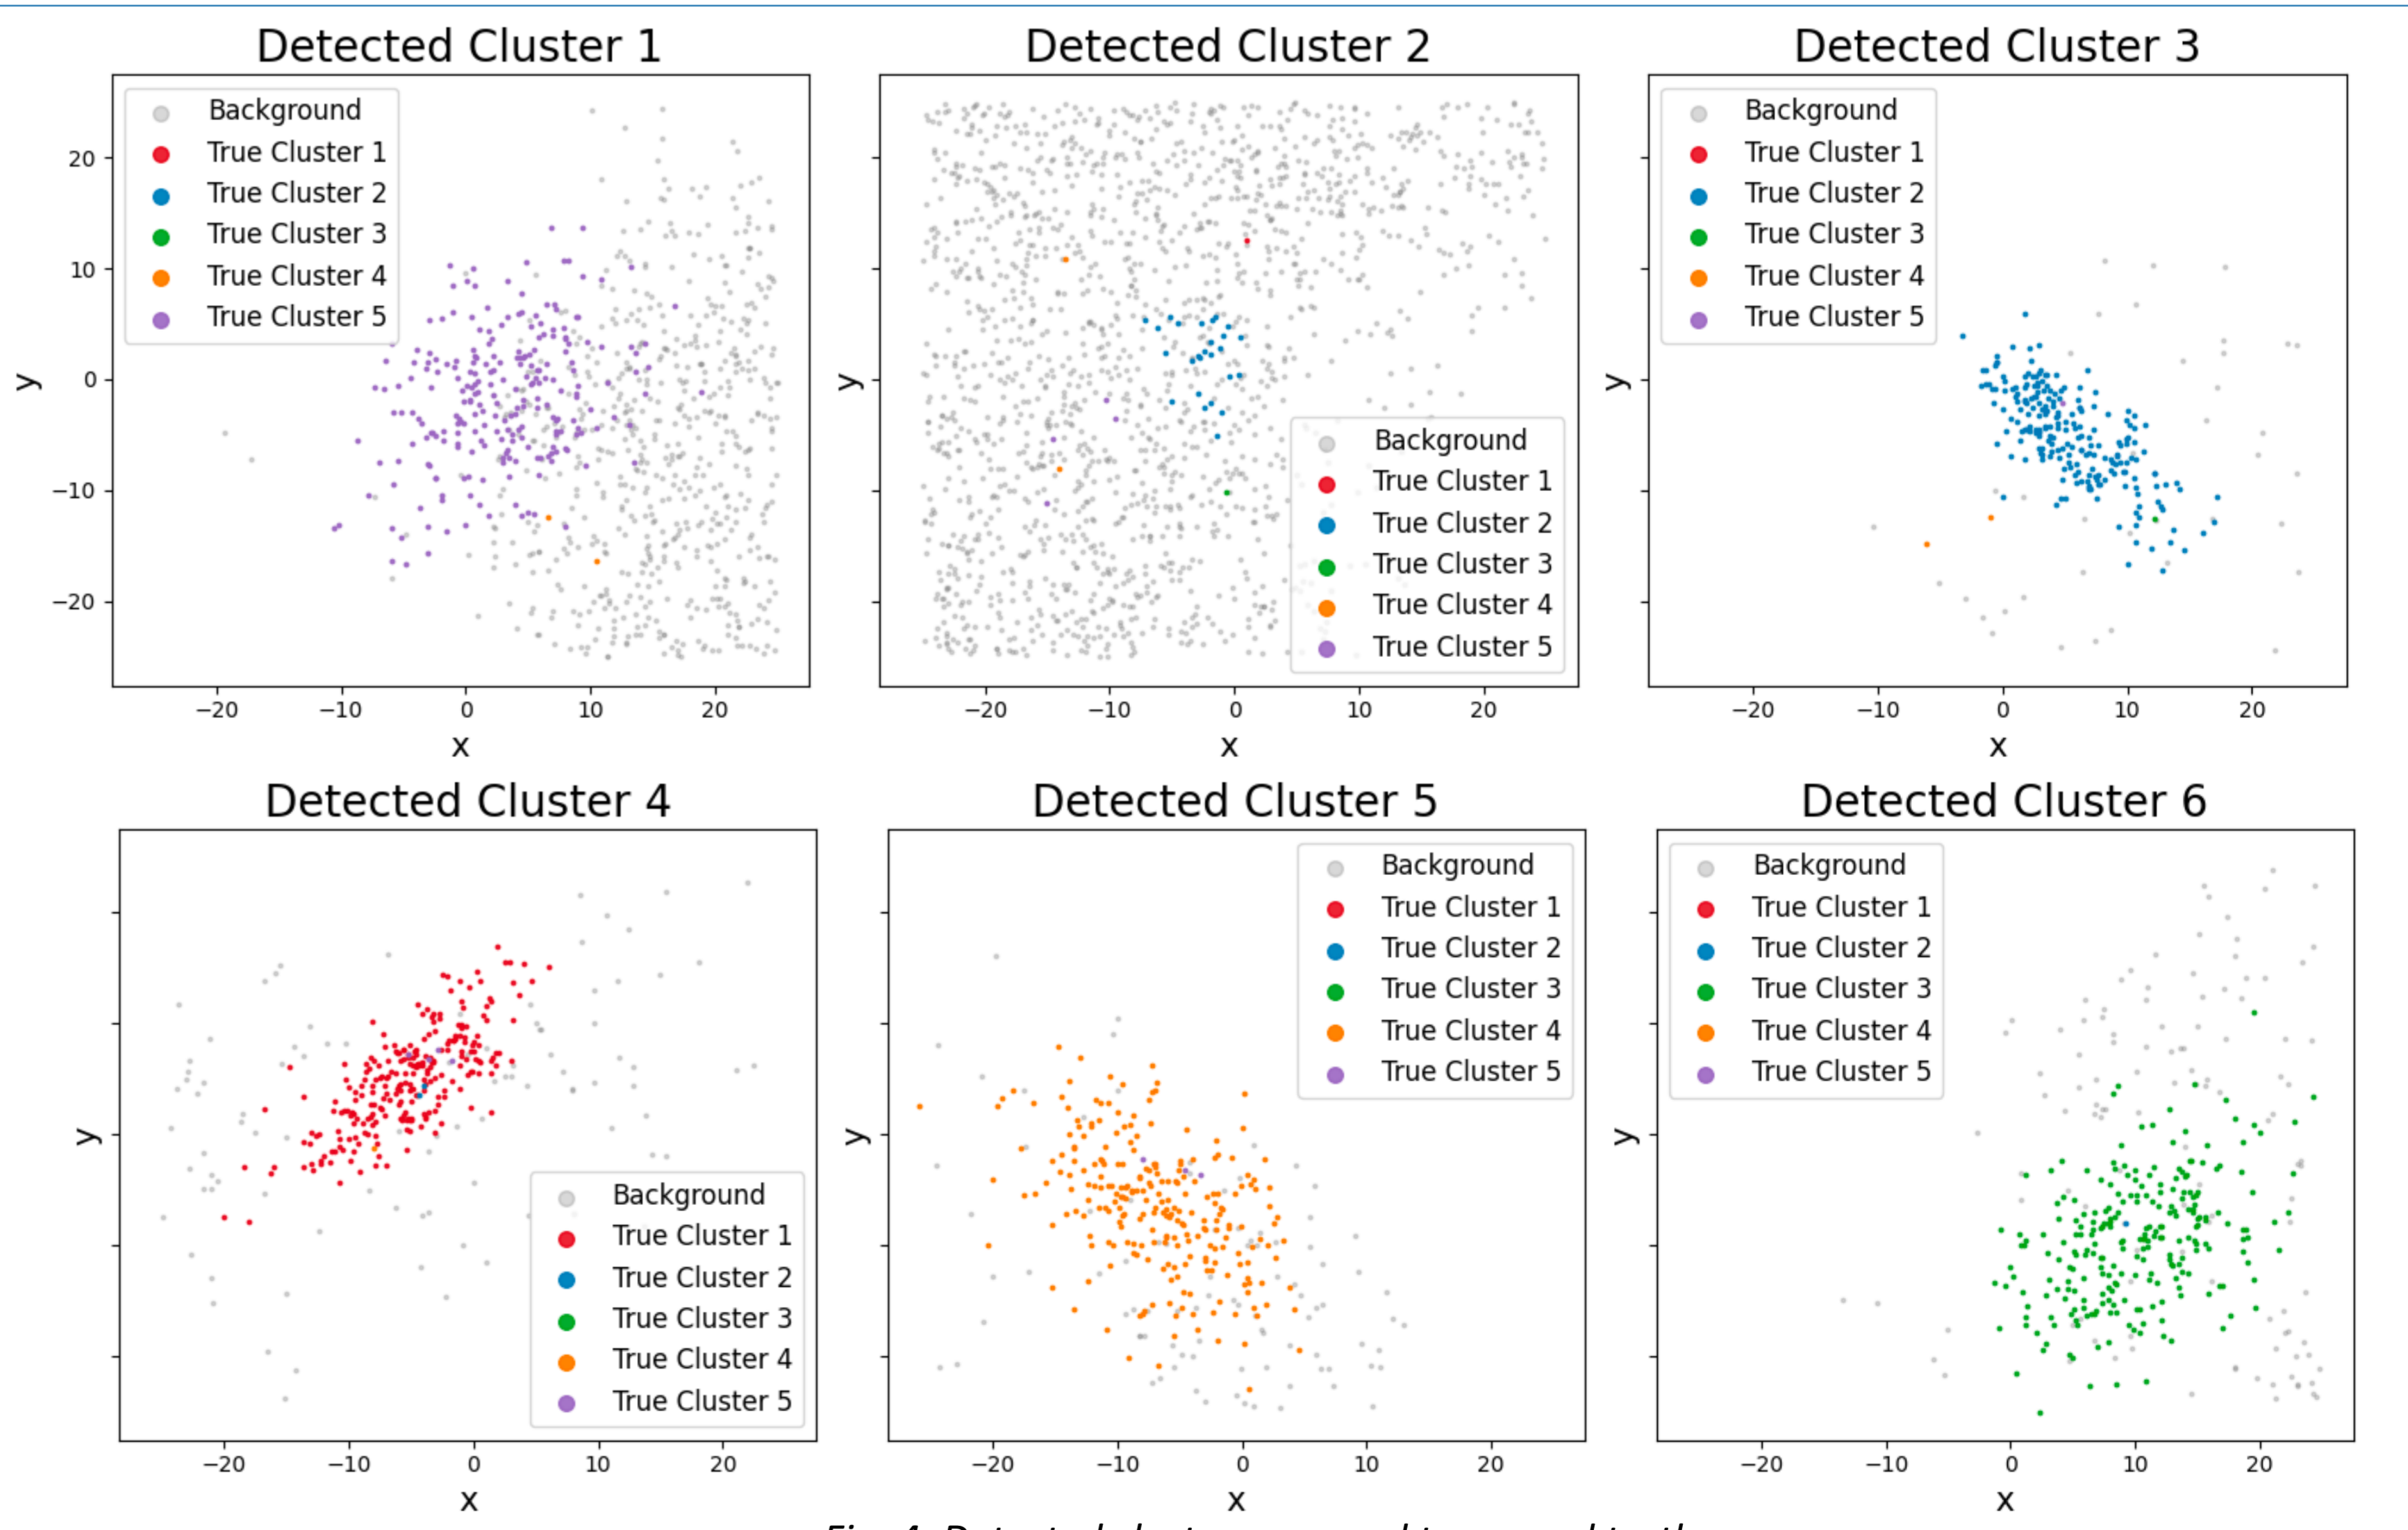 Detected Cluster 1
Background
True Cluster 1
True Cluster 2
True Cluster 3
True Cluster 4
True Cluster 5
20
10
0
−10
−20
y
−20 −10 0 10 20
x
Detected Cluster 2
Background
True Cluster 1
True Cluster 2
True Cluster 3
True Cluster 4
True Cluster 5
y
−20 −10 0 10 20
x
Detected Cluster 3
Background
True Cluster 1
True Cluster 2
True Cluster 3
True Cluster 4
True Cluster 5
y
−20 −10 0 10 20
x
Detected Cluster 4
Background
True Cluster 1
True Cluster 2
True Cluster 3
True Cluster 4
True Cluster 5
y
−20 −10 0 10 20
x
Detected Cluster 5
Background
True Cluster 1
True Cluster 2
True Cluster 3
True Cluster 4
True Cluster 5
y
−20 −10 0 10 20
x
Detected Cluster 6
Background
True Cluster 1
True Cluster 2
True Cluster 3
True Cluster 4
True Cluster 5
y
−20 −10 0 10 20
x